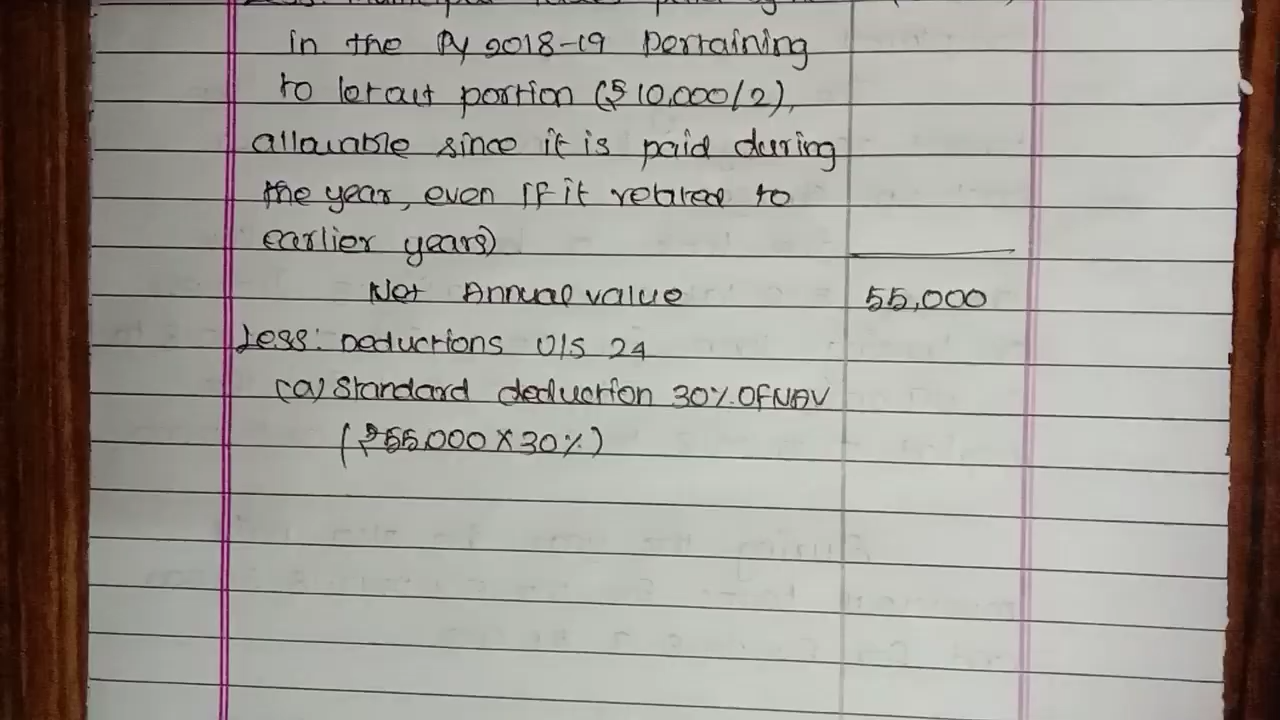 in the Py 2018-19 Pertaining
to letout portion (₹10,000/2),
allowable since it is paid during
the year, even if it related to
earlier years)
Net Annual value 55,000
Less: Deductions U/S 24
(a) Standard deduction 30% OF NAV
(₹55,000 X 30%)